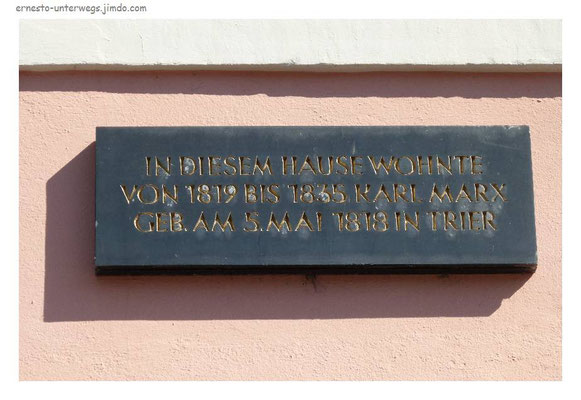 ernesto-unterwegs.jimdo.com
IN DIESEM HAUSE WOHNTE
VON 1819 BIS 1835 KARL MARX
GEB. AM 5. MAI 1818 IN TRIER